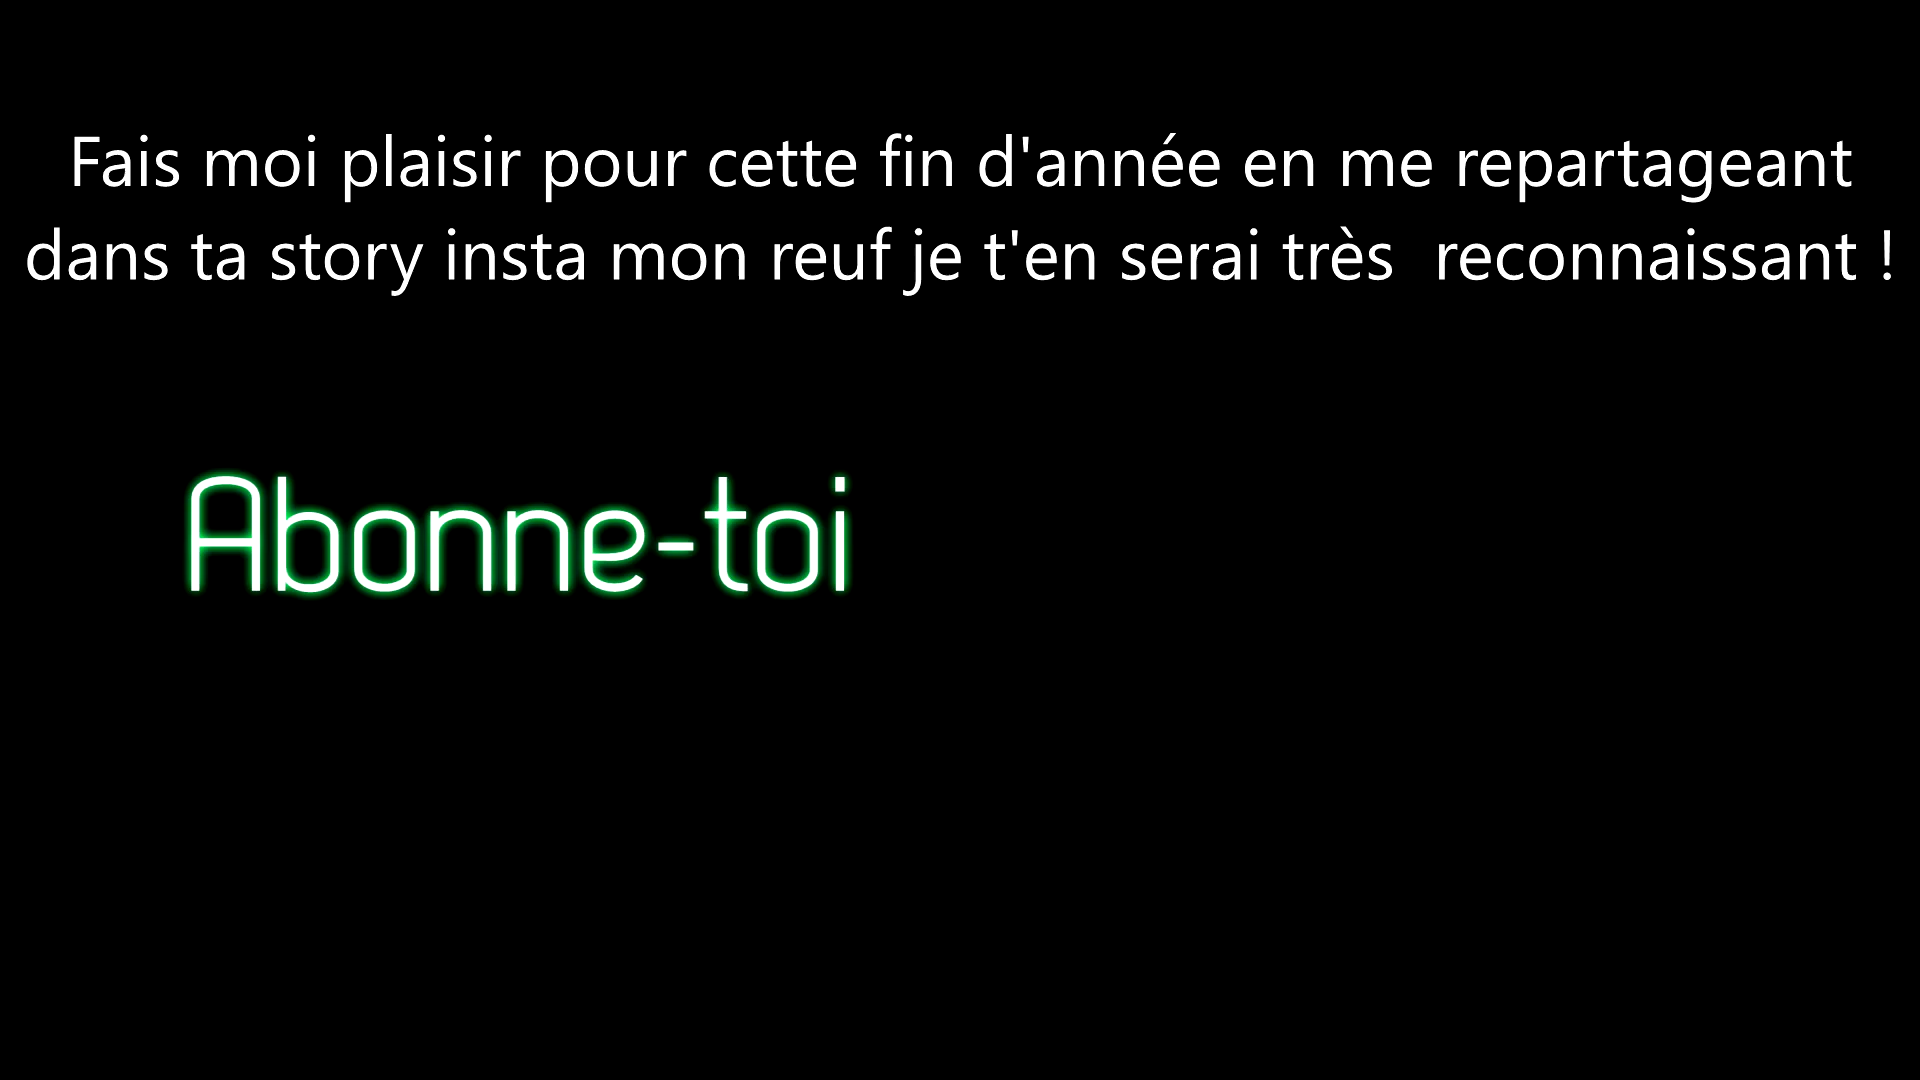 Fais moi plaisir pour cette fin d'année en me repartageant
dans ta story insta mon reuf je t'en serai très  reconnaissant !
Abonne-toi